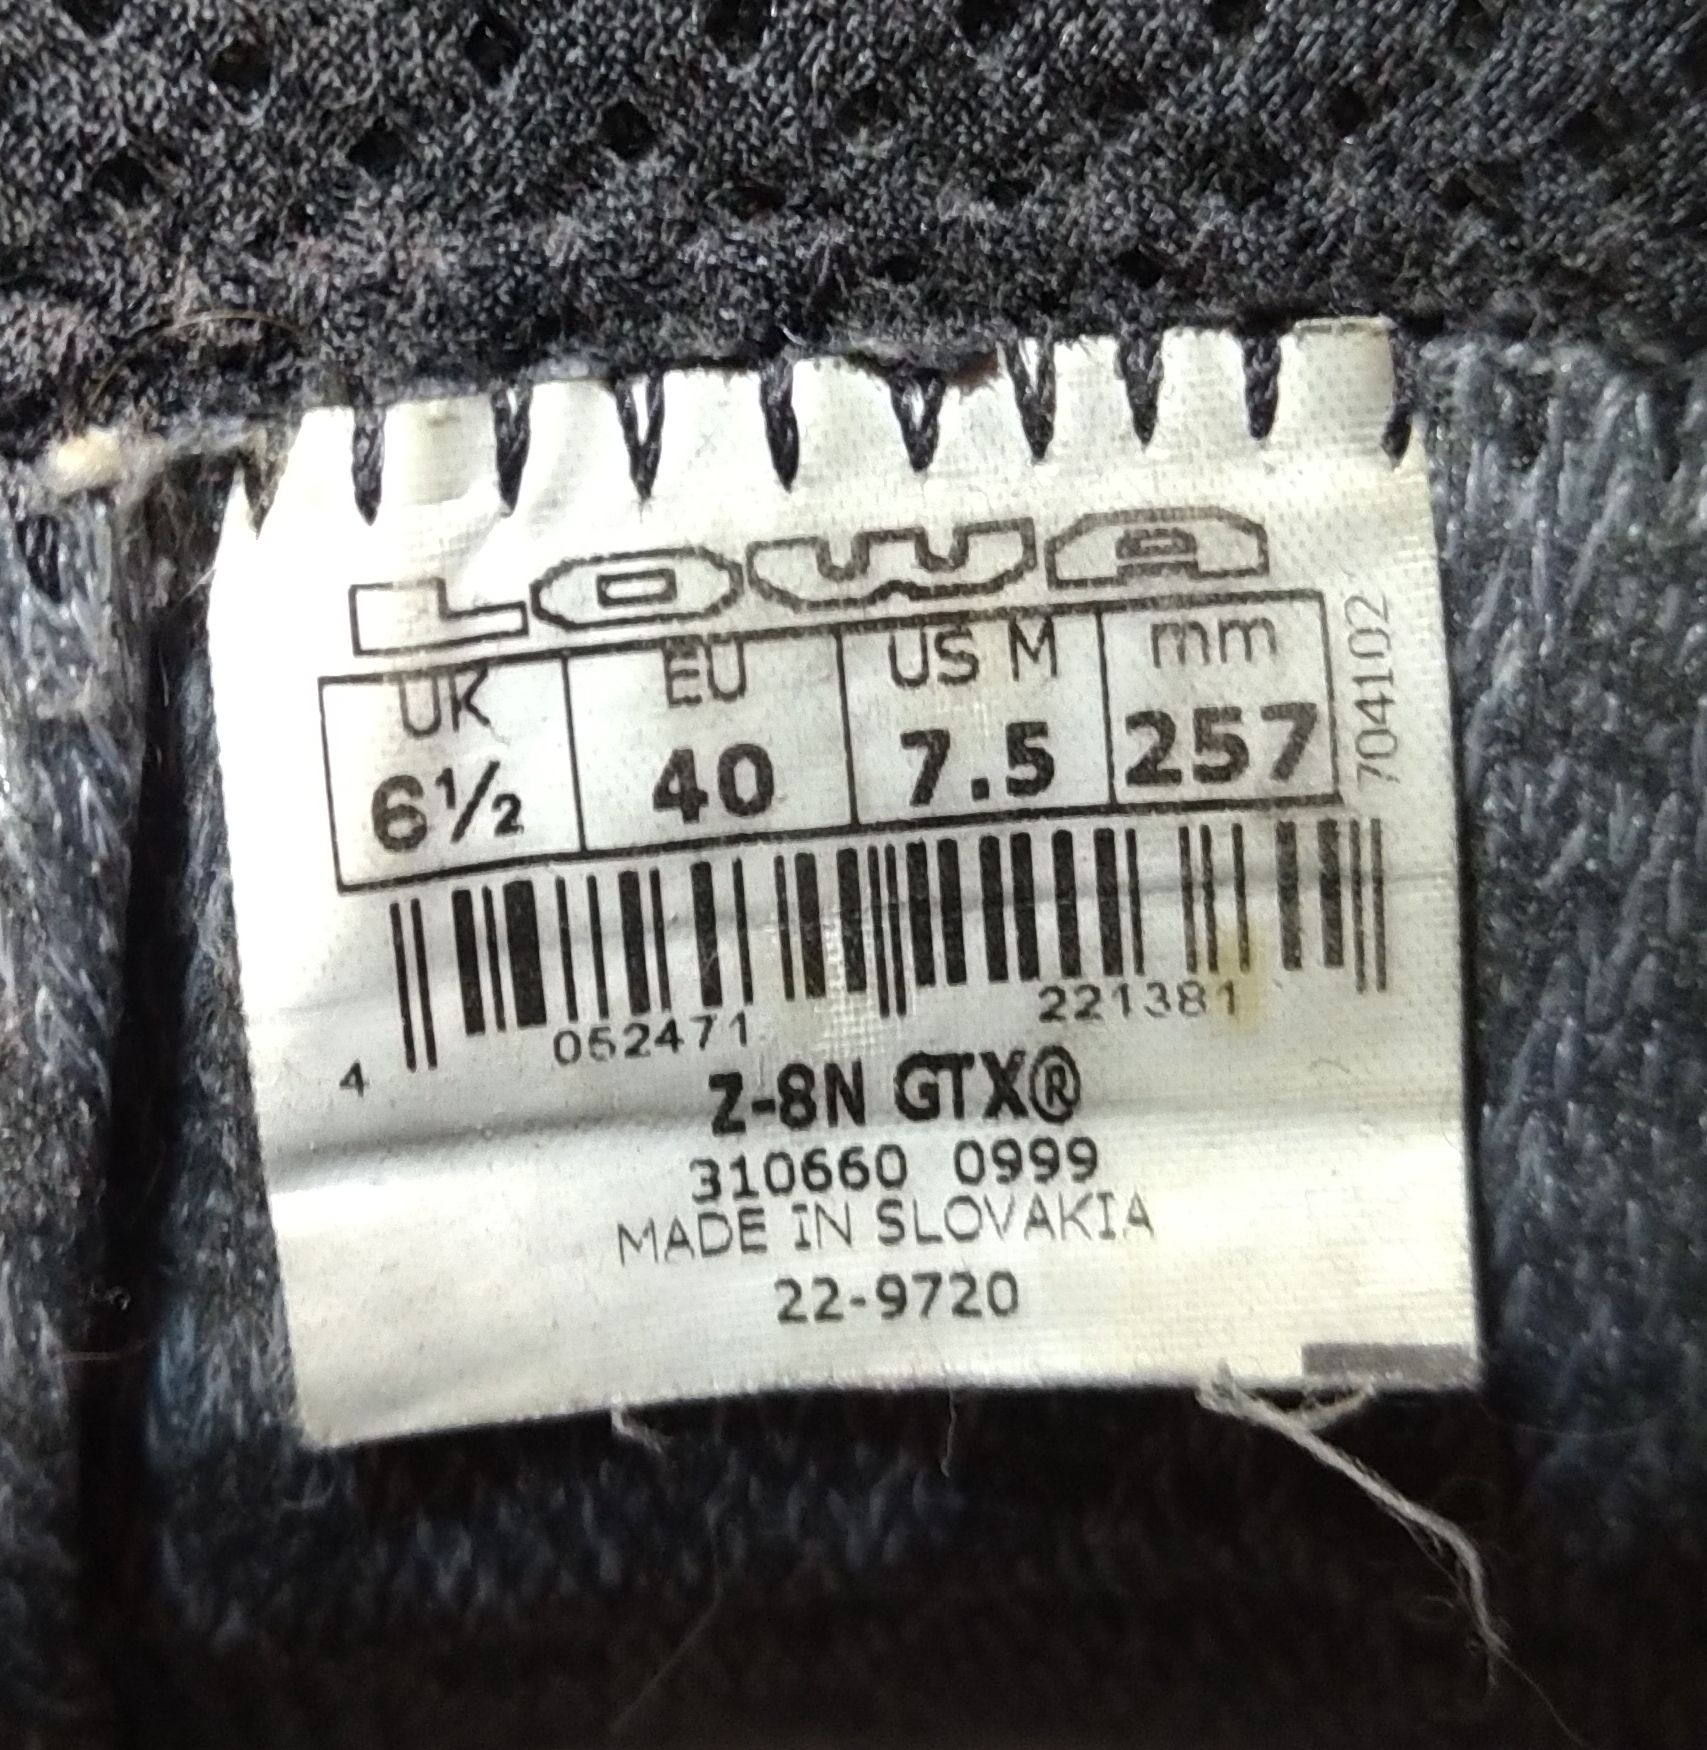 LOWA
UK EU US M mm
6½ 40 7.5 257
7041102
4 052471 221381
Z-8N GTX®
310660 0999
MADE IN SLOVAKIA
22-9720